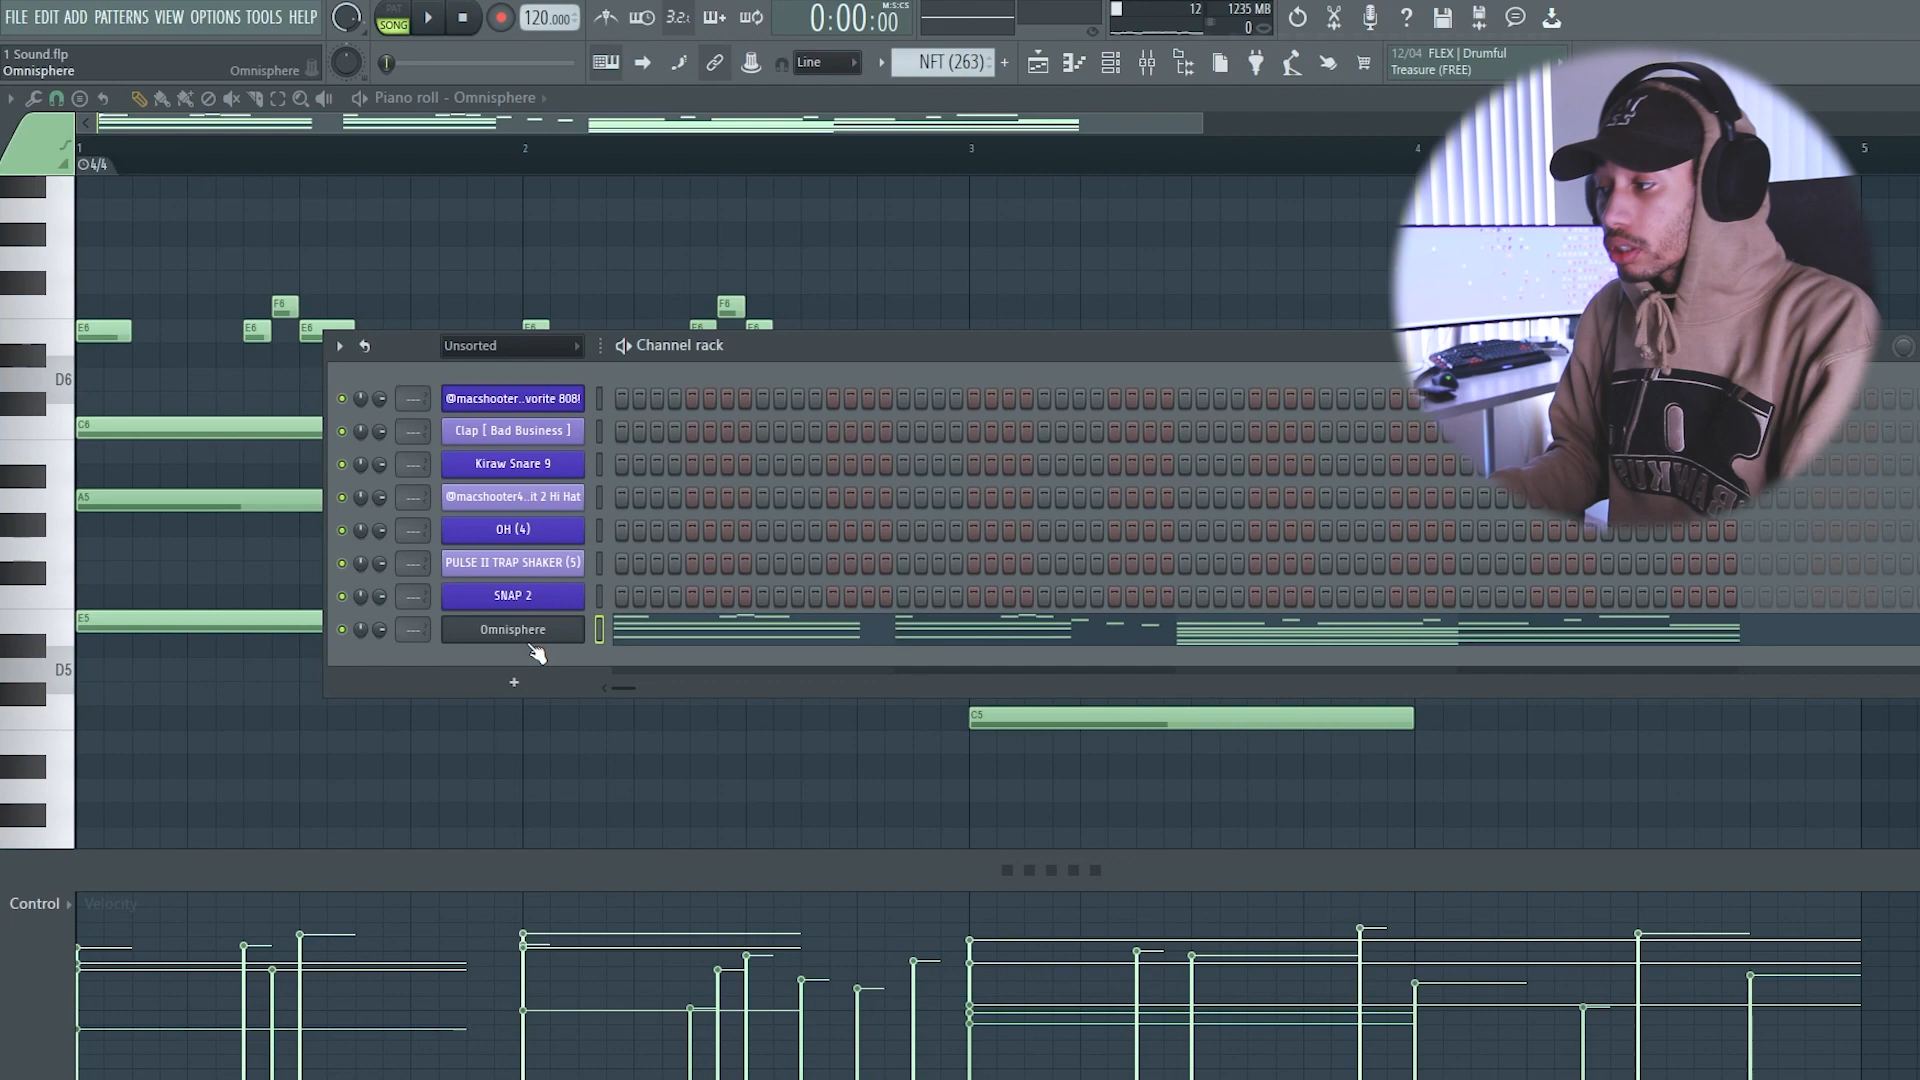 FILE EDIT ADD PATTERNS VIEW OPTIONS TOOLS HELP
PAT
SONG
120.000
3.2
0:00:00
M:S:CS
12
1235 MB
0
1 Sound.flp
Omnisphere
Omnisphere
Line
NFT (263)
12/04 FLEX | Drumful
Treasure (FREE)
Piano roll - Omnisphere
1
2
3
4
5
4/4
F6
F6
E6
E6
E6
E6
E6
E6
D6
C6
A5
E5
D5
C5
Unsorted
Channel rack
@macshooter..vorite 808!
Clap [ Bad Business ]
Kiraw Snare 9
@macshooter4..it 2 Hi Hat
OH (4)
PULSE II TRAP SHAKER (5)
SNAP 2
Omnisphere
Control
Velocity